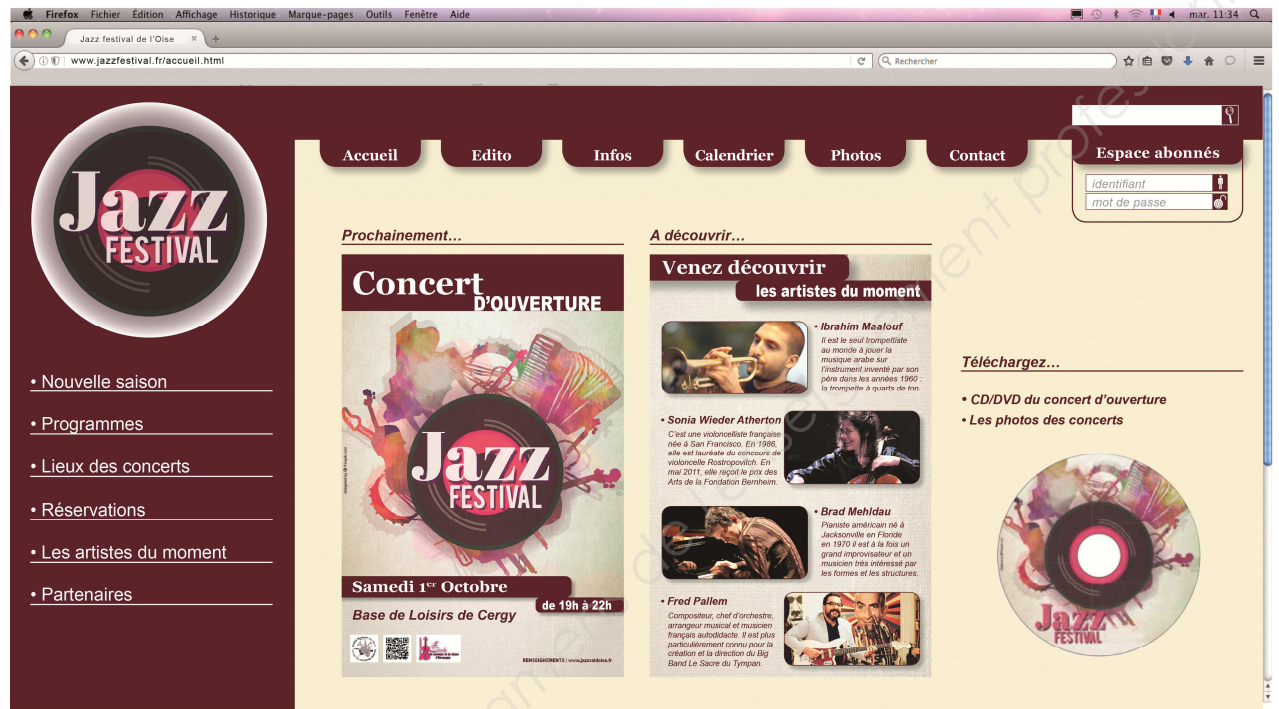 Firefox Fichier Édition Affichage Historique Marque-pages Outils Fenêtre Aide
mar. 11:34
Jazz festival de l'Oise
www.jazzfestival.fr/accueil.html
Rechercher
Accueil
Edito
Infos
Calendrier
Photos
Contact
Espace abonnés
identifiant
mot de passe
Jazz
FESTIVAL
• Nouvelle saison
• Programmes
• Lieux des concerts
• Réservations
• Les artistes du moment
• Partenaires
Prochainement…
Concert
D'OUVERTURE
Jazz
FESTIVAL
Samedi 1er Octobre
de 19h à 22h
Base de Loisirs de Cergy
RENSEIGNEMENTS : www.jazzvaldoise.fr
A découvrir…
Venez découvrir
les artistes du moment
• Ibrahim Maalouf
Il est le seul trompettiste
au monde à jouer la
musique arabe sur
l'instrument inventé par son
père dans les années 1960 :
la trompette à quarts de ton.
• Sonia Wieder Atherton
C'est une violoncelliste française
née à San Francisco. En 1986,
elle est lauréate du concours de
violoncelle Rostropovitch. En
mai 2011, elle reçoit le prix des
Arts de la Fondation Bernheim.
• Brad Mehldau
Pianiste américain né à
Jacksonville en Floride
en 1970 il est à la fois un
grand improvisateur et un
musicien très intéressé par
les formes et les structures.
• Fred Pallem
Compositeur, chef d'orchestre,
arrangeur musical et musicien
français autodidacte. Il est plus
particulièrement connu pour la
création et la direction du Big
Band Le Sacre du Tympan.
Téléchargez…
• CD/DVD du concert d'ouverture
• Les photos des concerts
Jazz
FESTIVAL